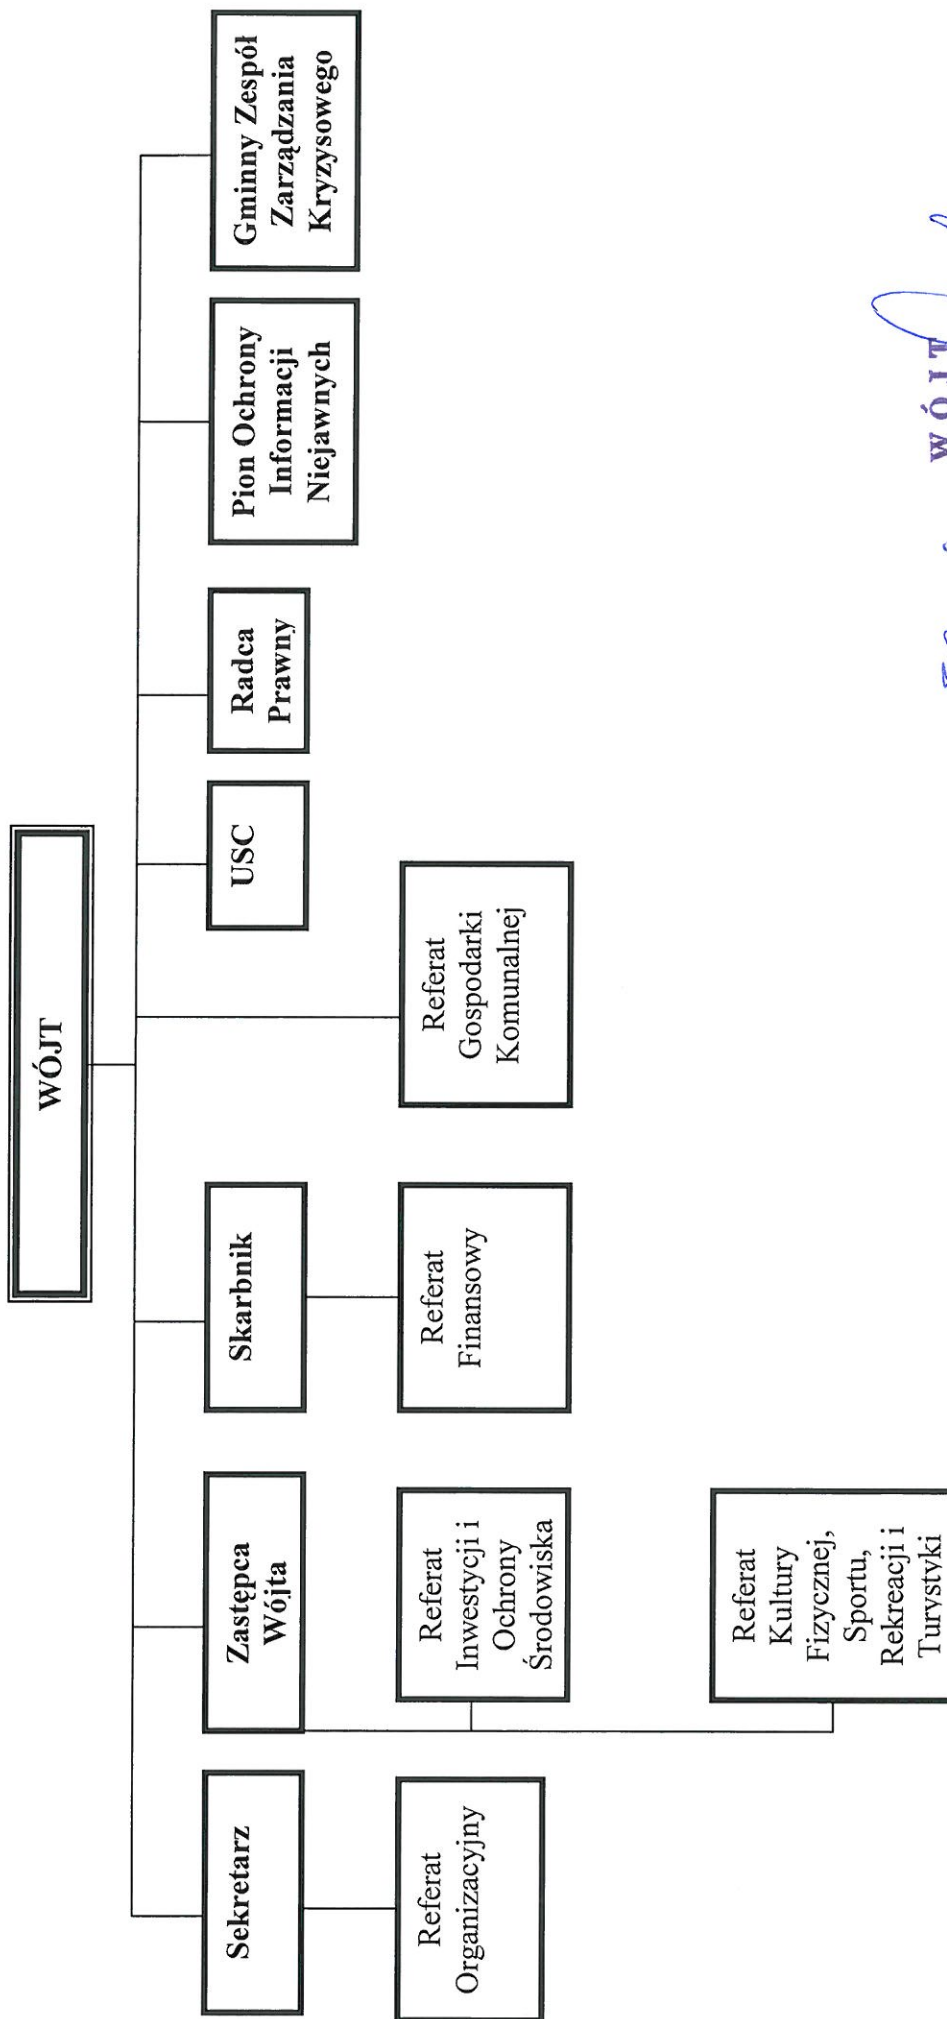 WÓJT
Sekretarz
Zastępca
Wójta
Skarbnik
USC
Radca
Prawny
Pion Ochrony
Informacji
Niejawnych
Gminny Zespół
Zarządzania
Kryzysowego
Referat
Organizacyjny
Referat
Inwestycji i
Ochrony
Środowiska
Referat
Finansowy
Referat
Gospodarki
Komunalnej
Referat
Kultury
Fizycznej,
Sportu,
Rekreacji i
Turystyki
WÓJT